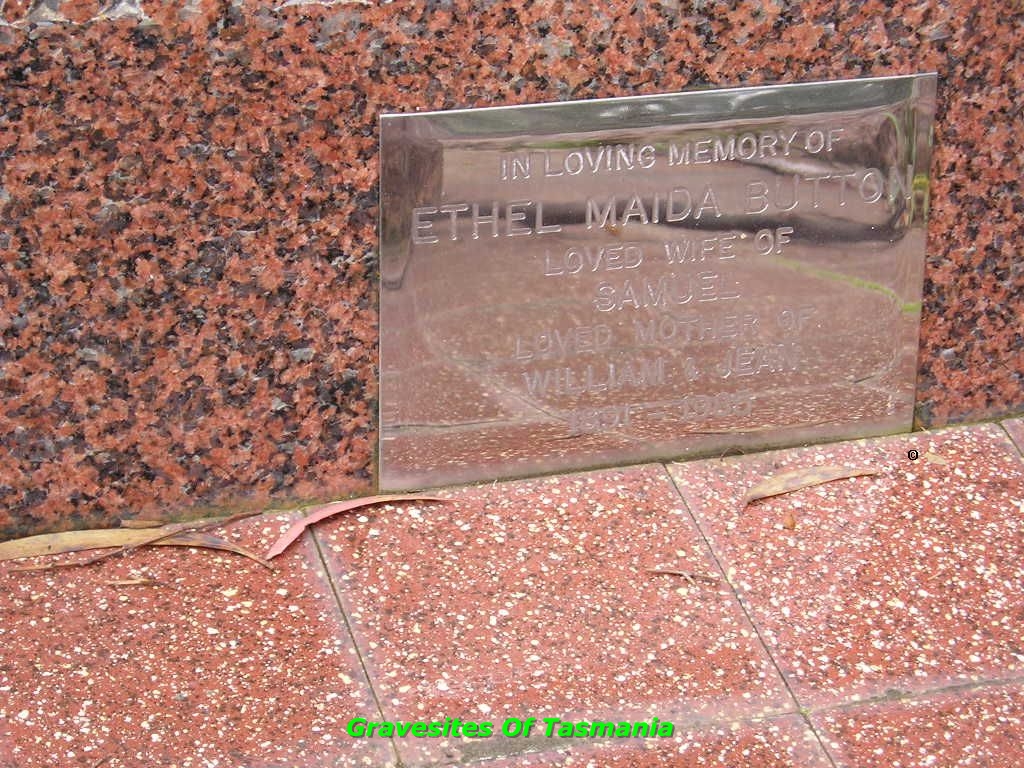 IN LOVING MEMORY OF
ETHEL MAIDA BUTTON
LOVED WIFE OF
SAMUEL
LOVED MOTHER OF
WILLIAM & JEAN
©
Gravesites Of Tasmania